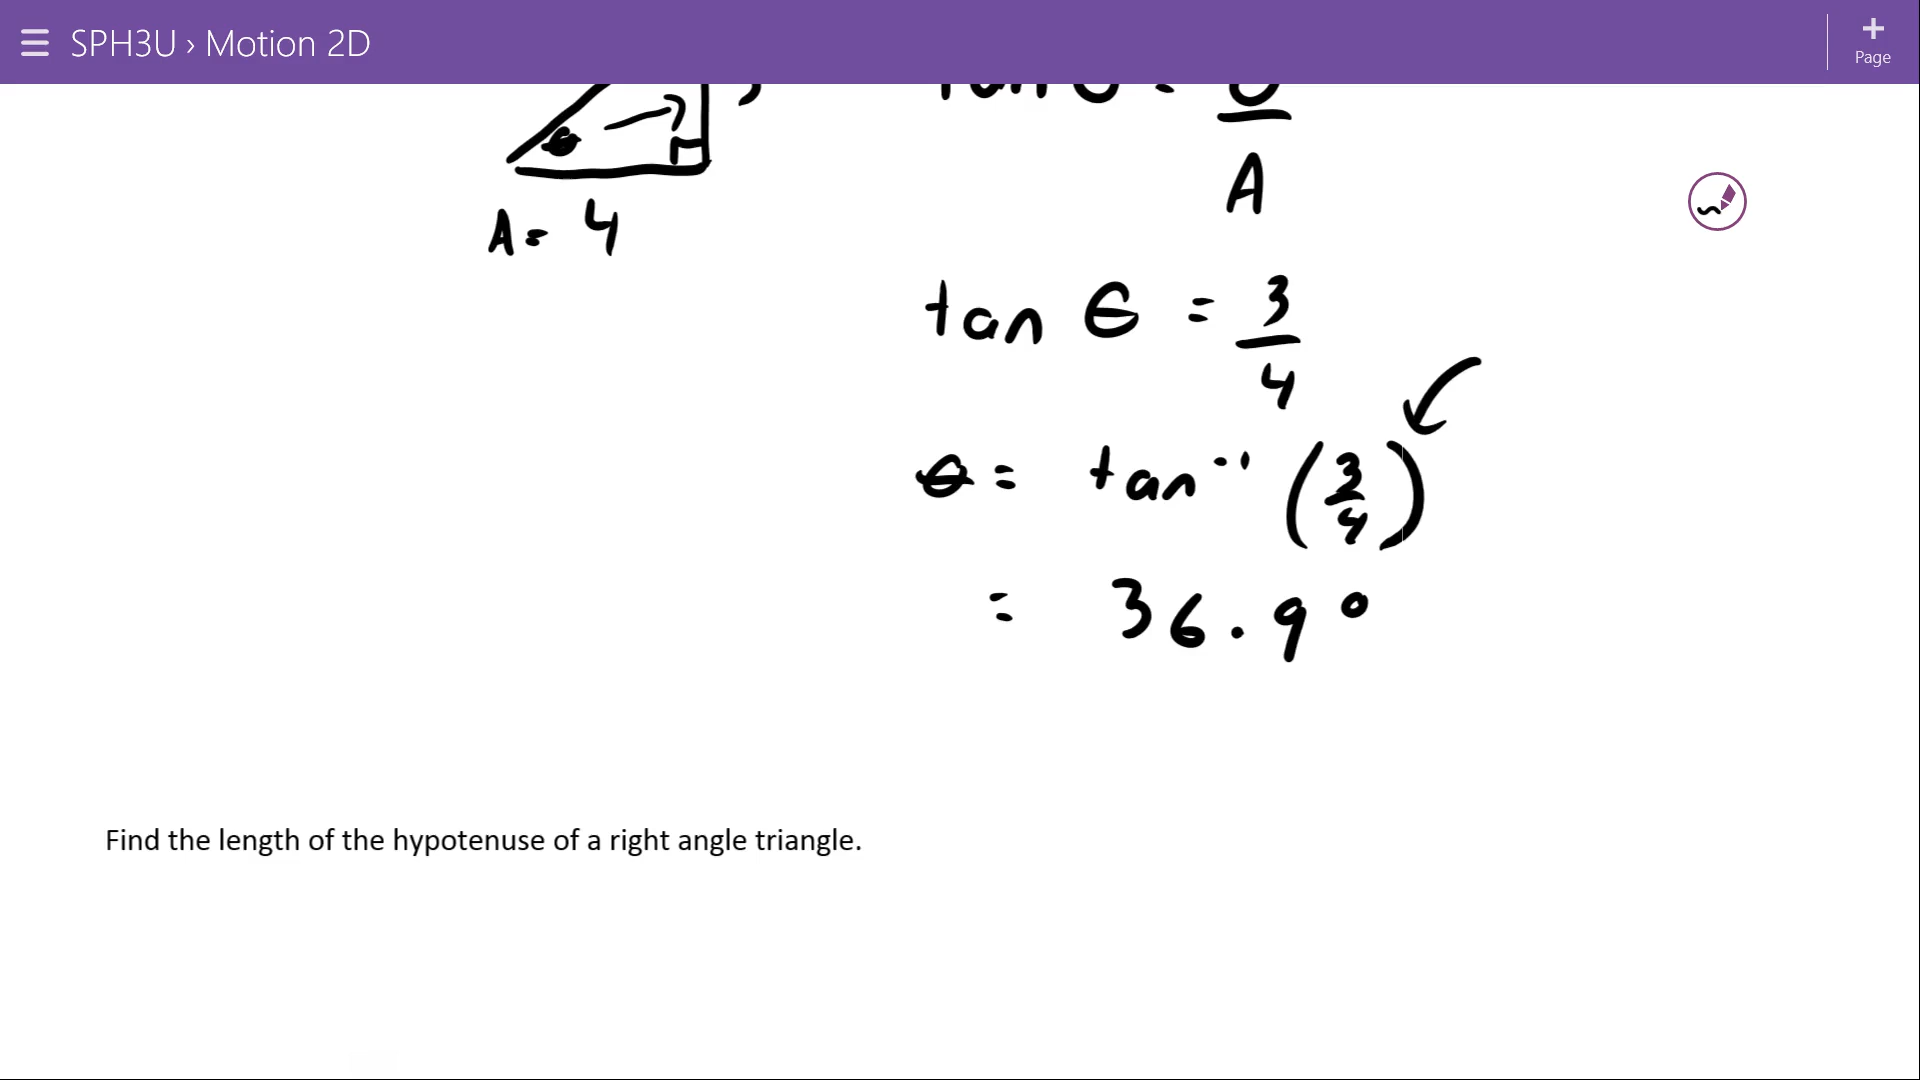 SPH3U › Motion 2D
Page
tan θ = O
A
θ
A = 4
tan θ = 3
4
θ = tan⁻¹ (3/4)
= 36.9°
Find the length of the hypotenuse of a right angle triangle.